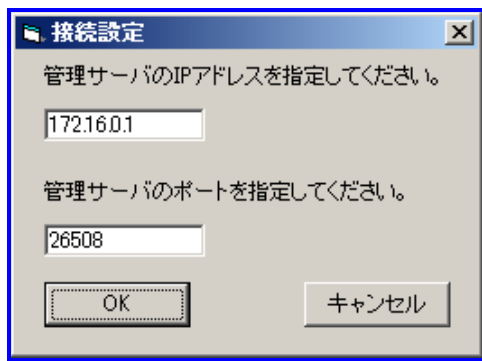 接続設定
管理サーバのIPアドレスを指定してください。
172.16.0.1
管理サーバのポートを指定してください。
26508
OK キャンセル